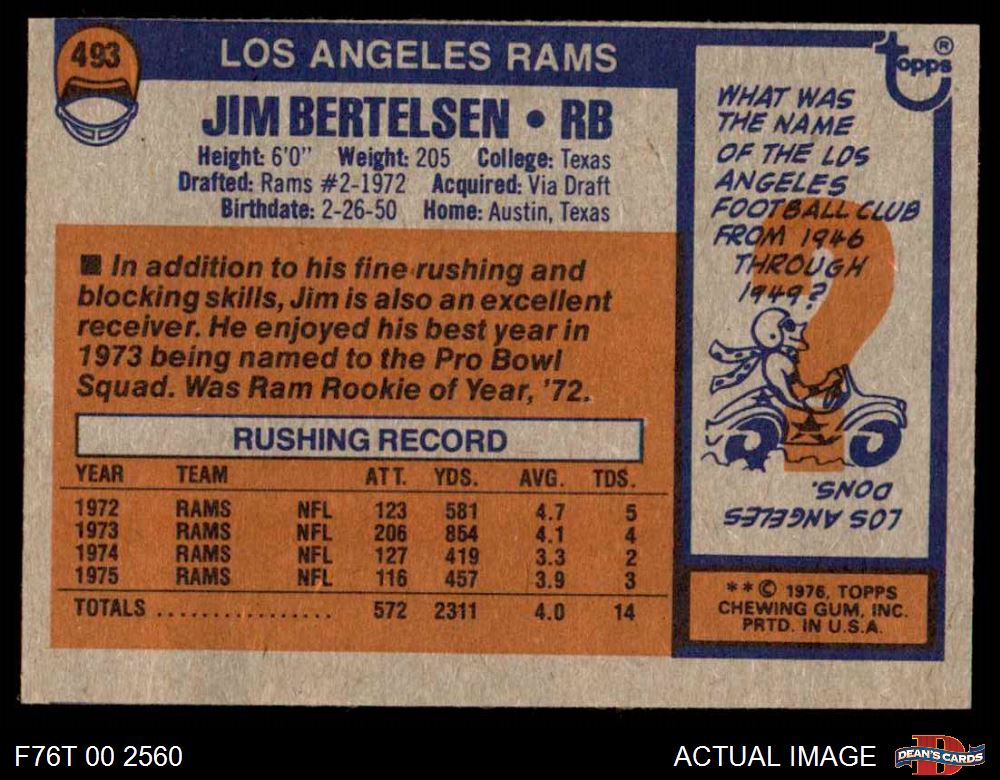 493
LOS ANGELES RAMS
JIM BERTELSEN • RB
Height: 6'0" Weight: 205 College: Texas
Drafted: Rams #2-1972 Acquired: Via Draft
Birthdate: 2-26-50 Home: Austin, Texas
■ In addition to his fine rushing and
blocking skills, Jim is also an excellent
receiver. He enjoyed his best year in
1973 being named to the Pro Bowl
Squad. Was Ram Rookie of Year, '72.
RUSHING RECORD
YEAR TEAM ATT. YDS. AVG. TDS.
1972 RAMS NFL 123 581 4.7 5
1973 RAMS NFL 206 854 4.1 4
1974 RAMS NFL 127 419 3.3 2
1975 RAMS NFL 116 457 3.9 3
TOTALS ................ 572 2311 4.0 14
topps ®
WHAT WAS
THE NAME
OF THE LOS
ANGELES
FOOTBALL CLUB
FROM 1946
THROUGH
1949?
LOS ANGELES
DONS.
** © 1976, TOPPS
CHEWING GUM, INC.
PRTD. IN U.S.A.
F76T 00 2560
ACTUAL IMAGE
D
DEAN'S CARDS